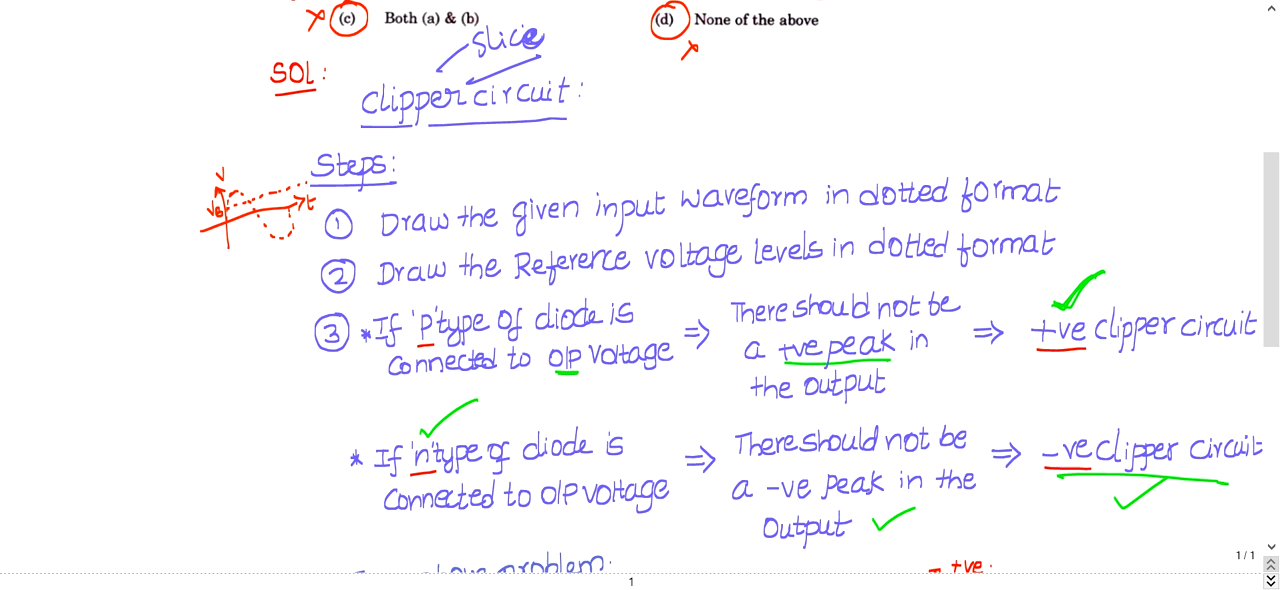 (c) Both (a) & (b) (d) None of the above
slice
SOL:
clipper circuit:
Steps:
V
VB
t
① Draw the given input waveform in dotted format
② Draw the Reference voltage levels in dotted format
③ *If 'p'type of diode is
connected to O/P voltage
⇒ There should not be
a +ve peak in
the output
⇒ +ve clipper circuit
* If 'n'type of diode is
connected to O/P voltage
⇒ There should not be
a -ve peak in the
output
⇒ -ve clipper circuit
problem:
+ve:
1 / 1
1